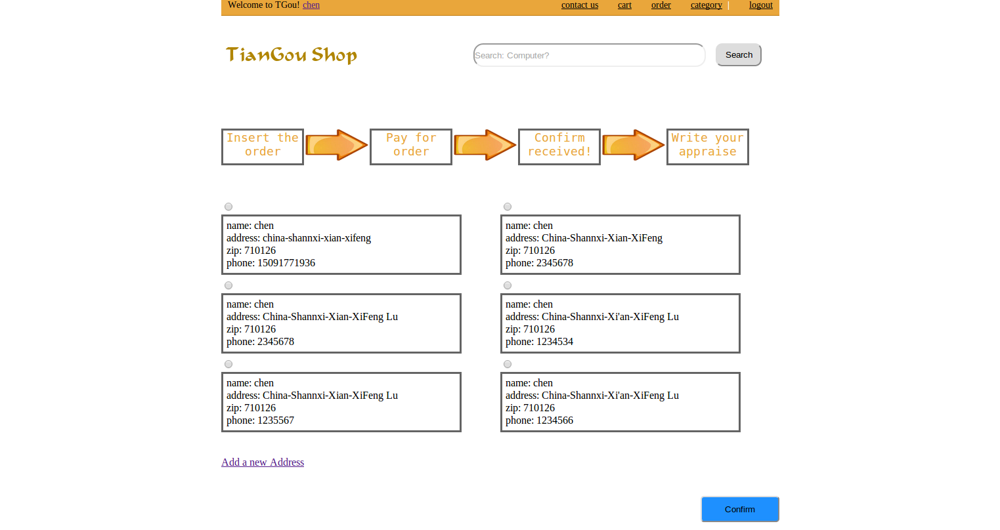 Welcome to TGou! chen contact us cart order category | logout
TianGou Shop Search: Computer? Search
Insert the order
Pay for order
Confirm received!
Write your appraise
name: chen
address: china-shannxi-xian-xifeng
zip: 710126
phone: 15091771936
name: chen
address: China-Shannxi-Xian-XiFeng
zip: 710126
phone: 2345678
name: chen
address: China-Shannxi-Xian-XiFeng Lu
zip: 710126
phone: 2345678
name: chen
address: China-Shannxi-Xi'an-XiFeng Lu
zip: 710126
phone: 1234534
name: chen
address: China-Shannxi-Xian-XiFeng Lu
zip: 710126
phone: 1235567
name: chen
address: China-Shannxi-Xi'an-XiFeng Lu
zip: 710126
phone: 1234566
Add a new Address
Confirm